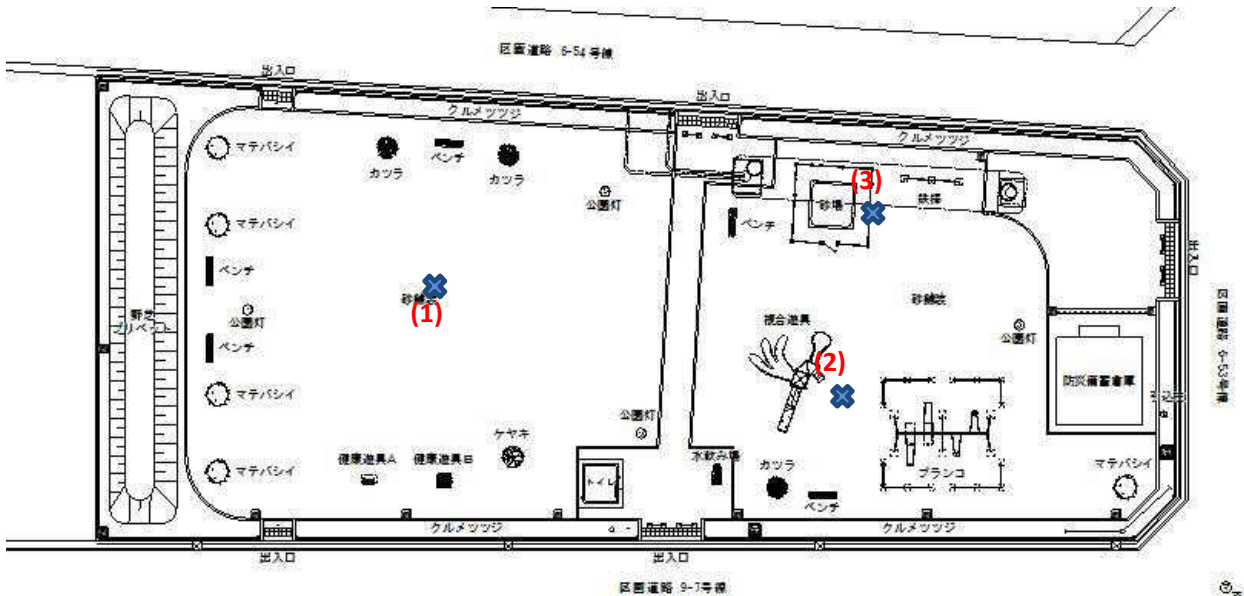 区画道路 6-54号線
出入口
出入口
クルメツツジ
クルメツツジ
マテバシイ
ベンチ
カツラ
カツラ
公園灯
(3)
砂場
鉄棒
マテバシイ
ベンチ
出入口
ベンチ
砂舗装
(1)
砂舗装
区画道路 6-53号線
野芝
公園灯
複合遊具
公園灯
ベンチ
(2)
防災備蓄倉庫
マテバシイ
公園灯
ケヤキ
健康遊具A
健康遊具B
水飲み場
カツラ
マテバシイ
マテバシイ
トイレ
ブランコ
ベンチ
クルメツツジ
クルメツツジ
出入口
出入口
区画道路 9-7号線